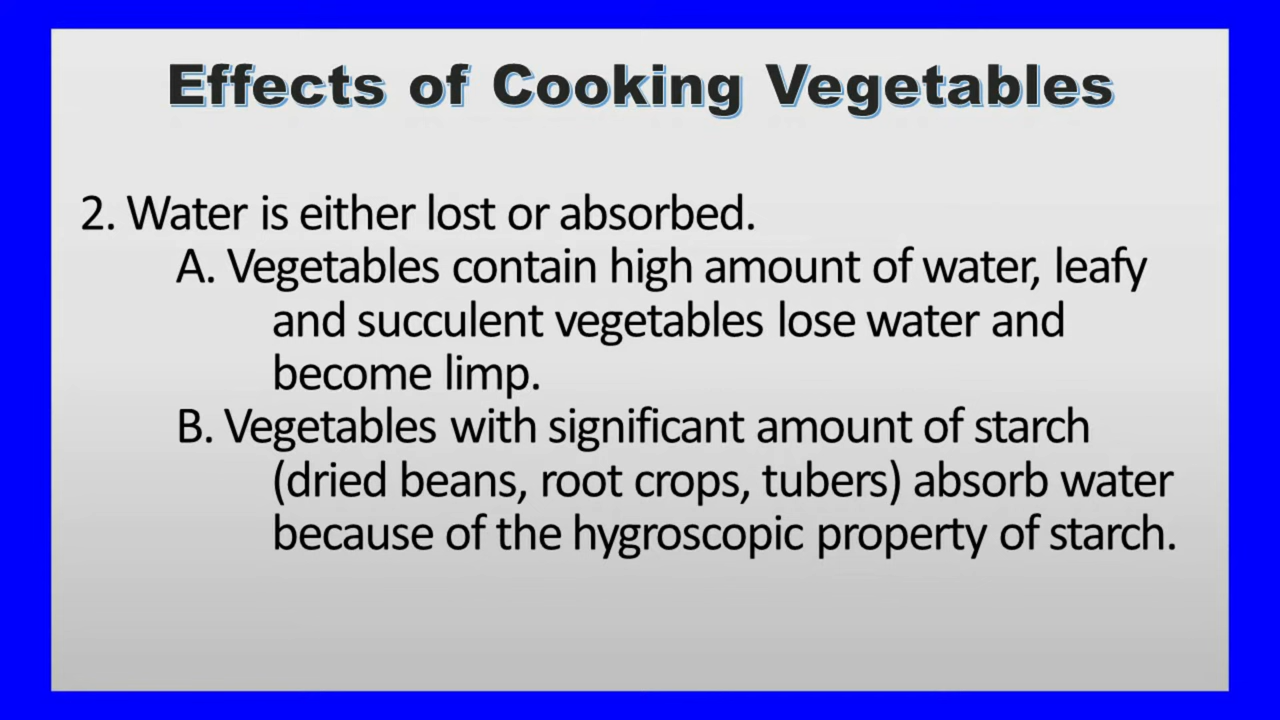 Effects of Cooking Vegetables
2. Water is either lost or absorbed.
A. Vegetables contain high amount of water, leafy
and succulent vegetables lose water and
become limp.
B. Vegetables with significant amount of starch
(dried beans, root crops, tubers) absorb water
because of the hygroscopic property of starch.